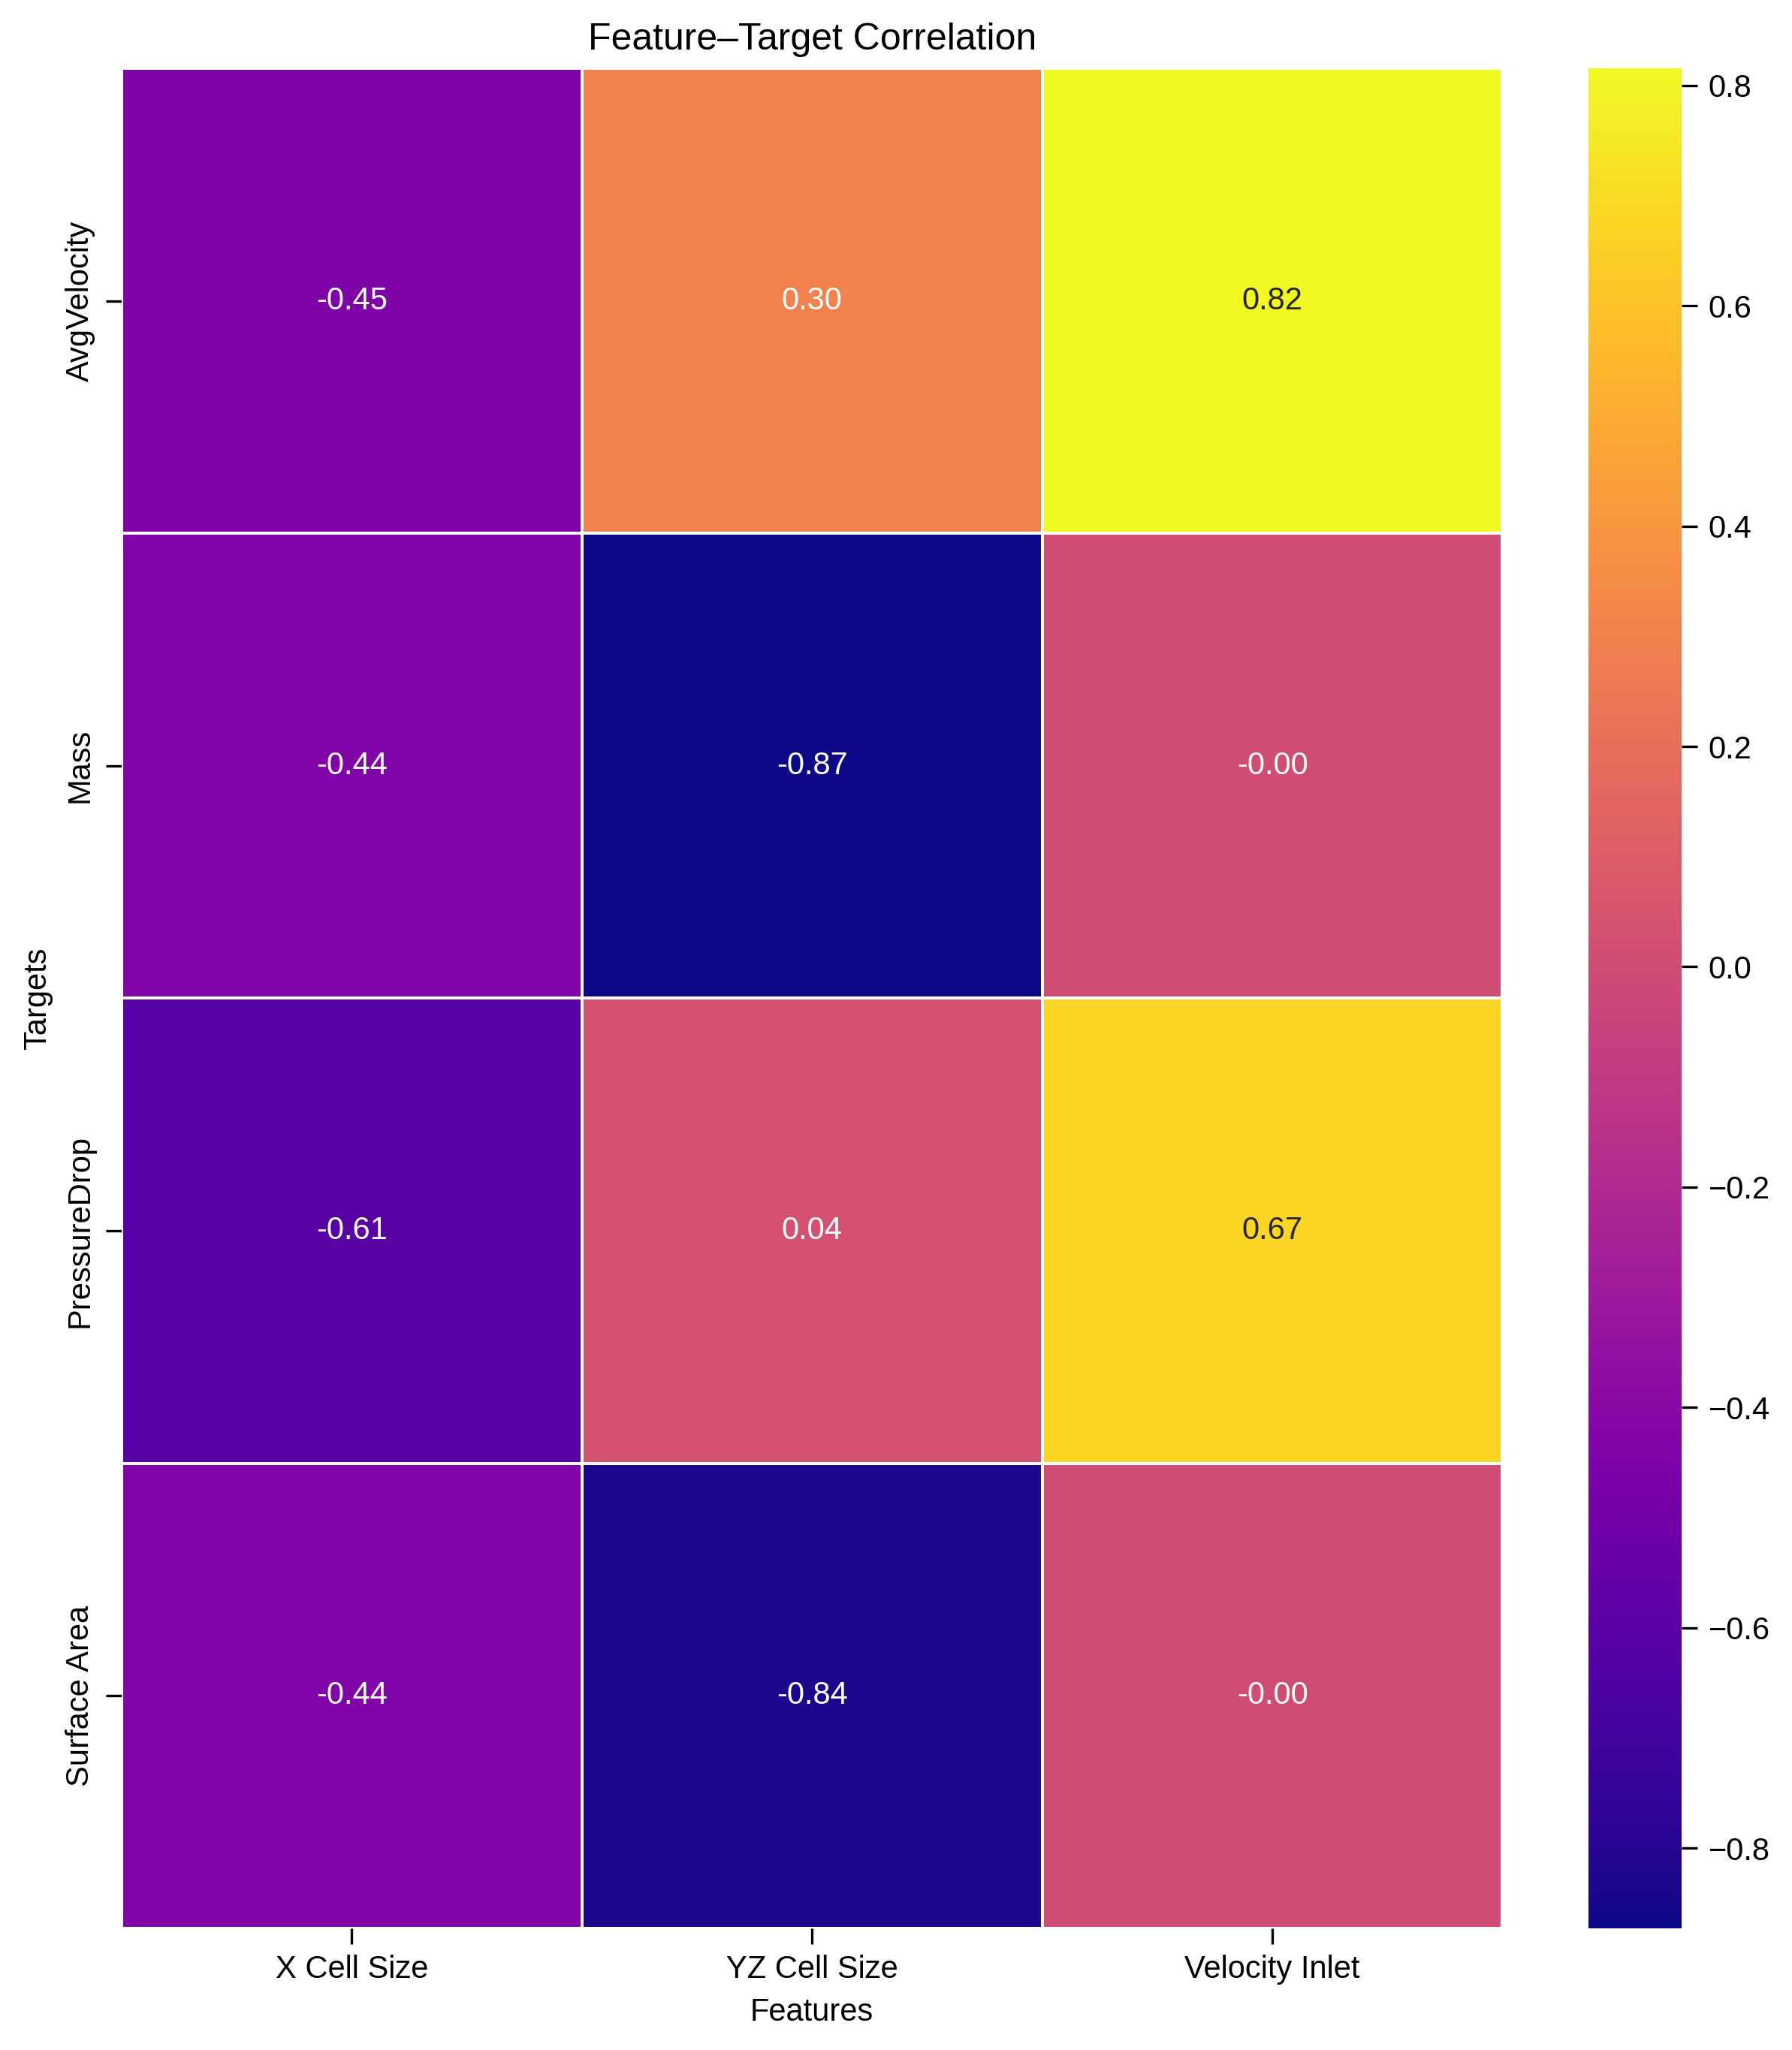 Feature–Target Correlation
AvgVelocity
-0.45 0.30 0.82
Mass
-0.44 -0.87 -0.00
PressureDrop
-0.61 0.04 0.67
Surface Area
-0.44 -0.84 -0.00
Targets
X Cell Size YZ Cell Size Velocity Inlet
Features
0.8
0.6
0.4
0.2
0.0
−0.2
−0.4
−0.6
−0.8